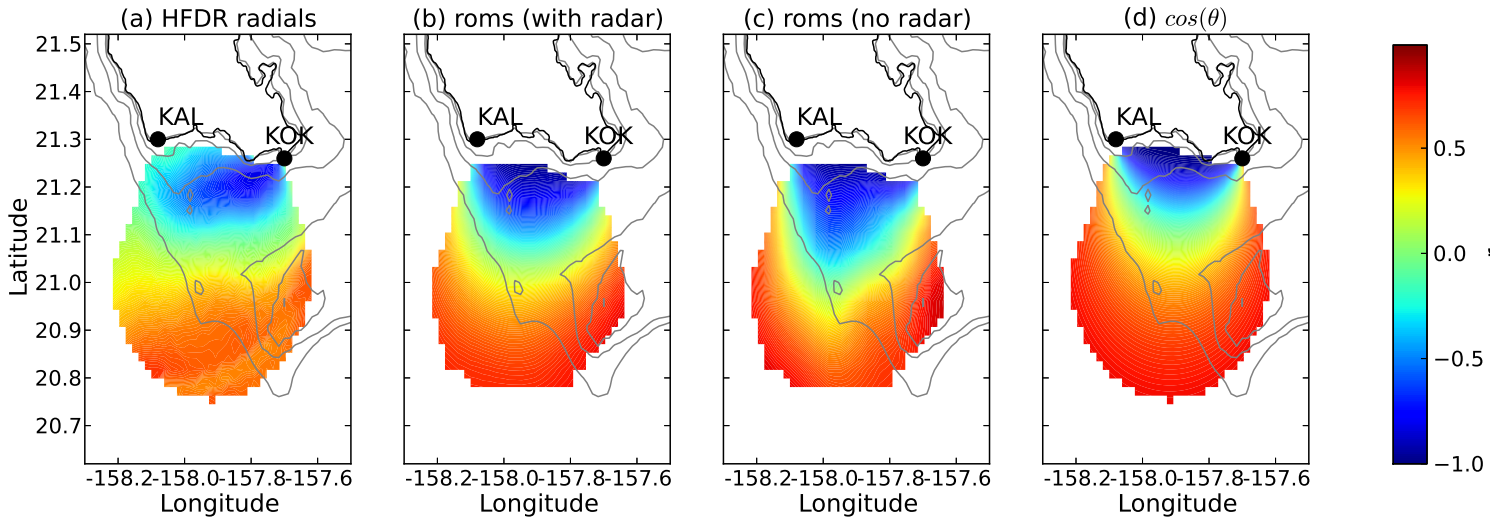 (a) HFDR radials
(b) roms (with radar)
(c) roms (no radar)
(d) cos(θ)
21.5
21.4
21.3
21.2
21.1
21.0
20.9
20.8
20.7
Latitude
KAL
KOK
KAL
KOK
KAL
KOK
KAL
KOK
-158.2-158.0-157.8-157.6
-158.2-158.0-157.8-157.6
-158.2-158.0-157.8-157.6
-158.2-158.0-157.8-157.6
Longitude
Longitude
Longitude
Longitude
0.5
0.0
−0.5
−1.0